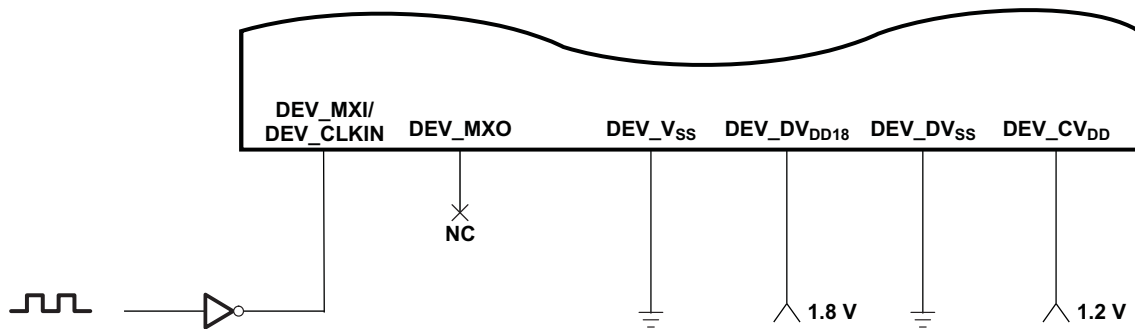 DEV_MXI/
DEV_CLKIN
DEV_MXO
DEV_VSS
DEV_DVDD18
DEV_DVSS
DEV_CVDD
NC
1.8 V
1.2 V